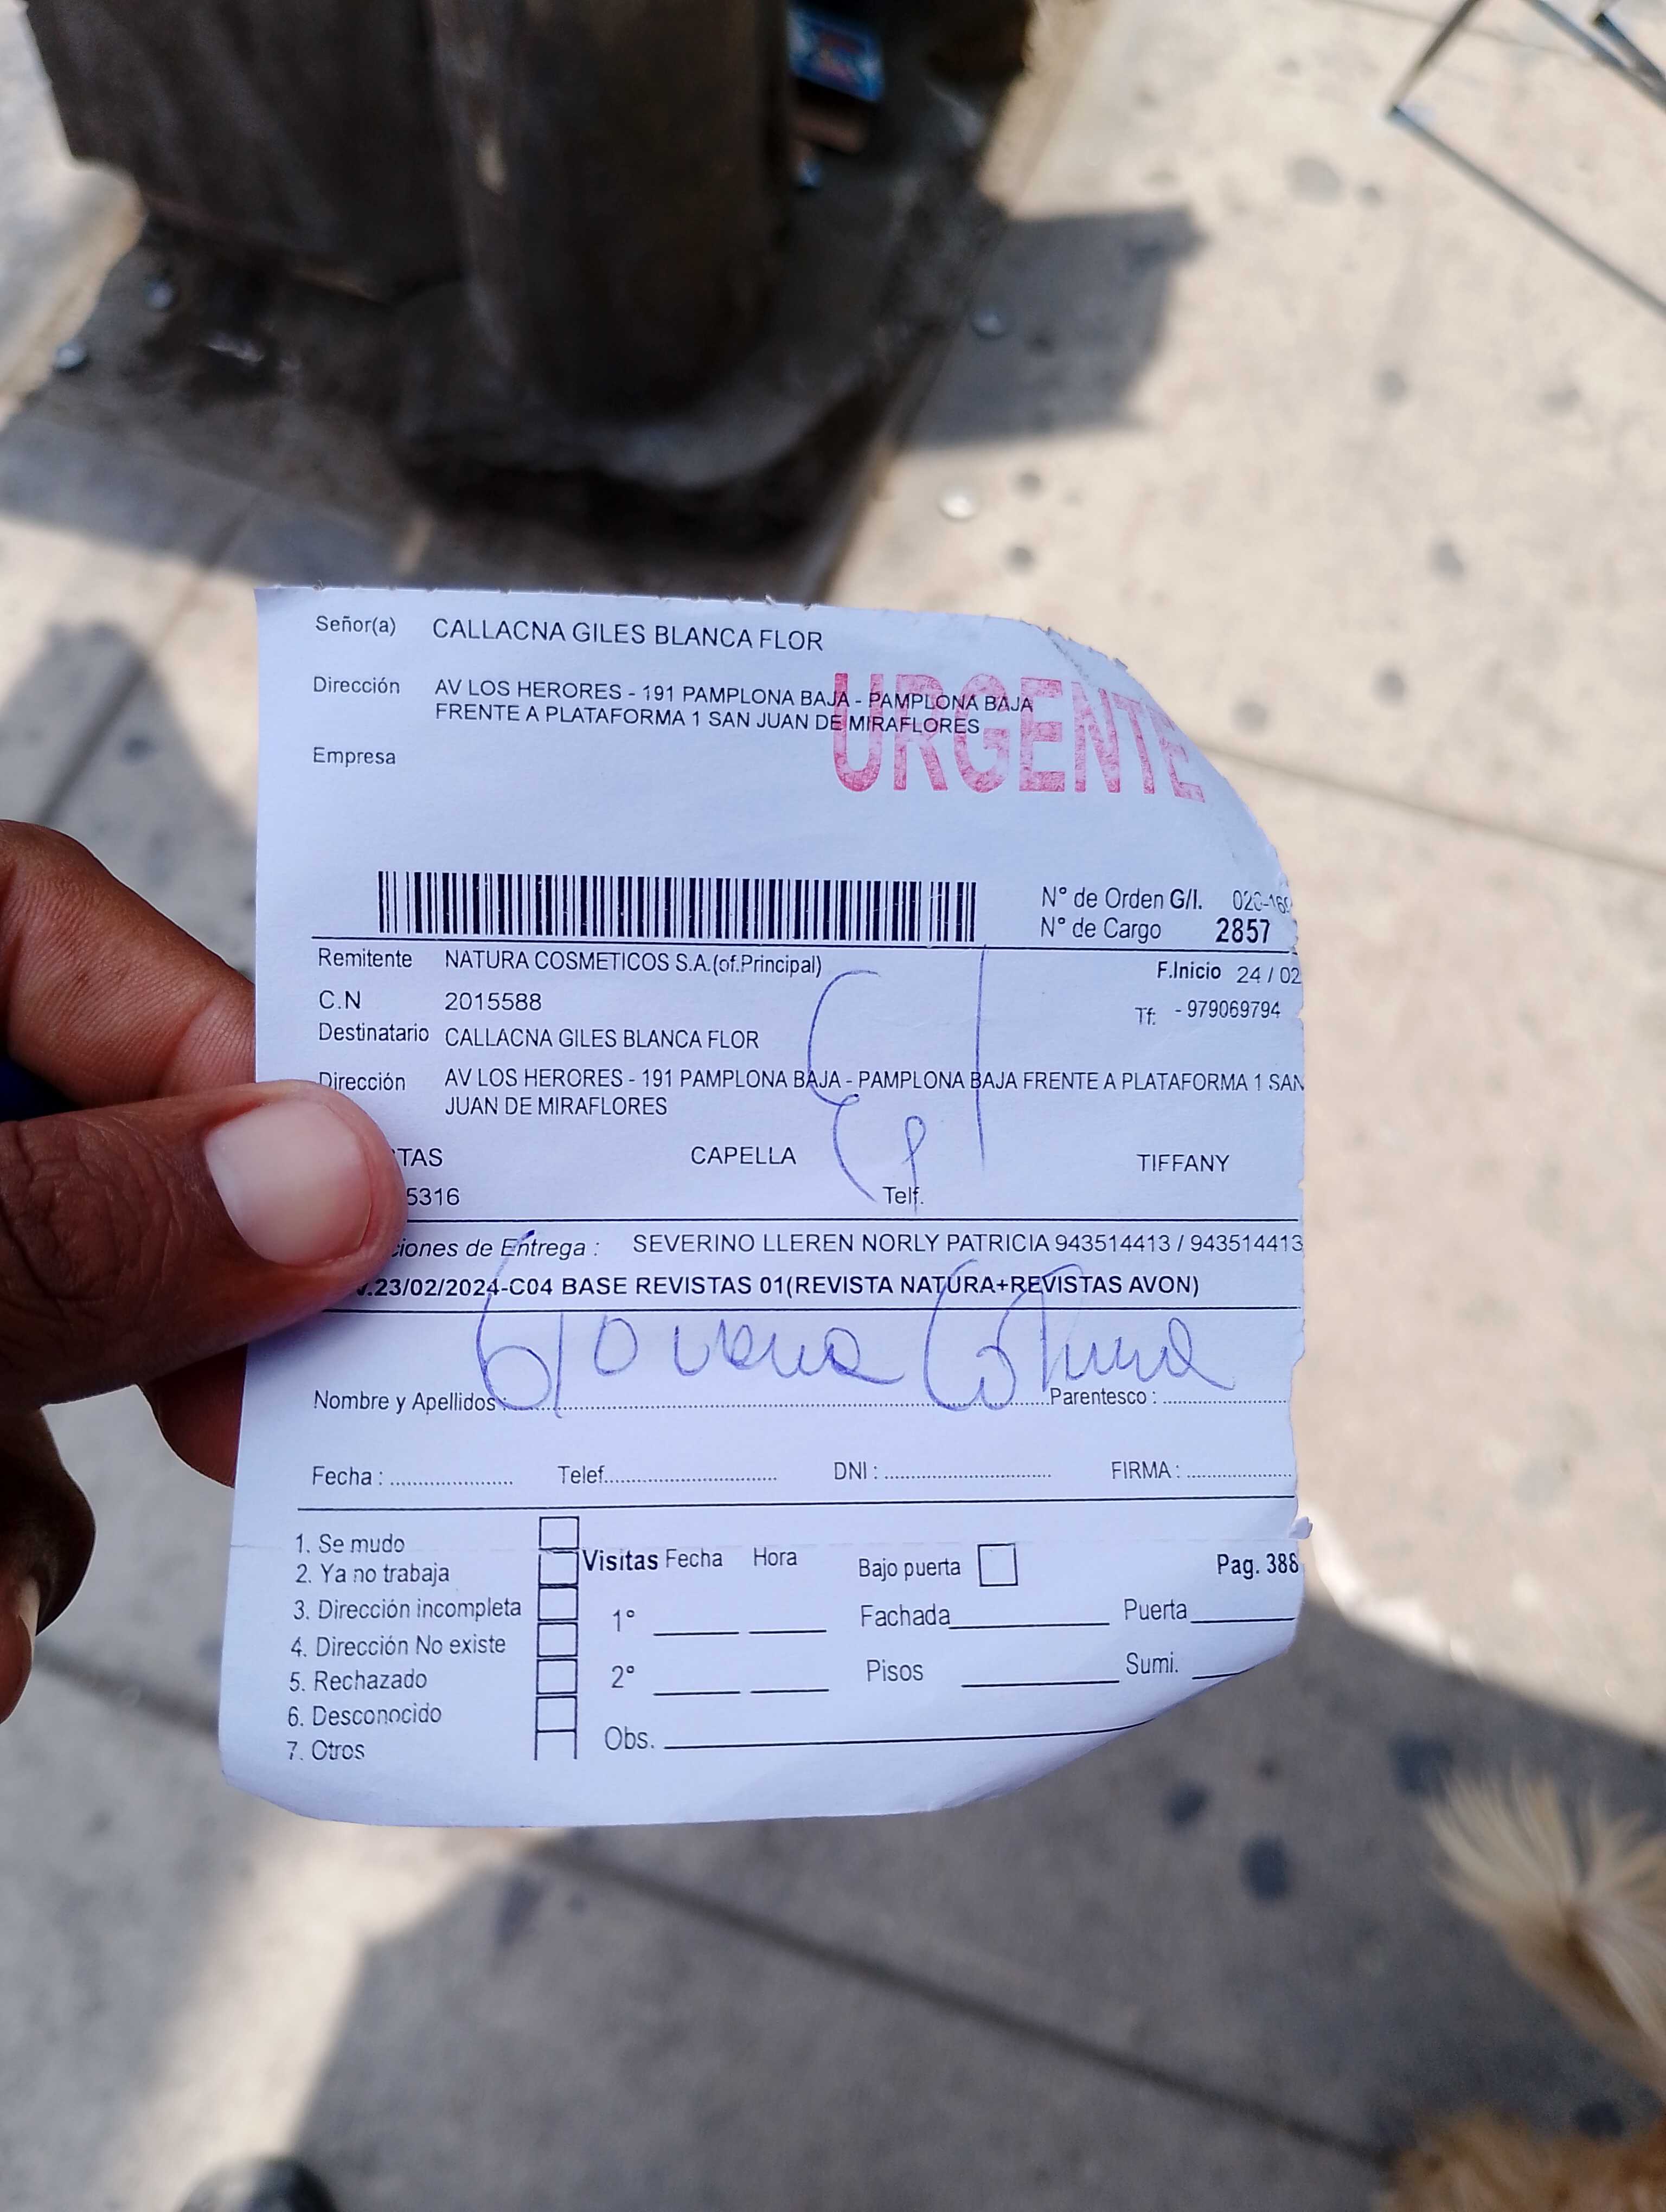 Señor(a) CALLACNA GILES BLANCA FLOR
Dirección AV LOS HERORES - 191 PAMPLONA BAJA - PAMPLONA BAJA
FRENTE A PLATAFORMA 1 SAN JUAN DE MIRAFLORES
URGENTE
Empresa
N° de Orden G/I.
N° de Cargo 2857
Remitente NATURA COSMETICOS S.A.(of.Principal)
F.Inicio 24 / 02
C.N 2015588
Tf: - 979069794
Destinatario CALLACNA GILES BLANCA FLOR
Dirección AV LOS HERORES - 191 PAMPLONA BAJA - PAMPLONA BAJA FRENTE A PLATAFORMA 1 SAN
JUAN DE MIRAFLORES
TAS CAPELLA TIFFANY
5316 Telf.
ciones de Entrega : SEVERINO LLEREN NORLY PATRICIA 943514413 / 943514413
.23/02/2024-C04 BASE REVISTAS 01(REVISTA NATURA+REVISTAS AVON)
Nombre y Apellidos : Parentesco :
Fecha : Telef. DNI : FIRMA :
1. Se mudo
2. Ya no trabaja
3. Dirección incompleta
4. Dirección No existe
5. Rechazado
6. Desconocido
7. Otros
Visitas Fecha Hora
1°
2°
Obs.
Bajo puerta Pag. 388
Fachada Puerta
Pisos Sumi.